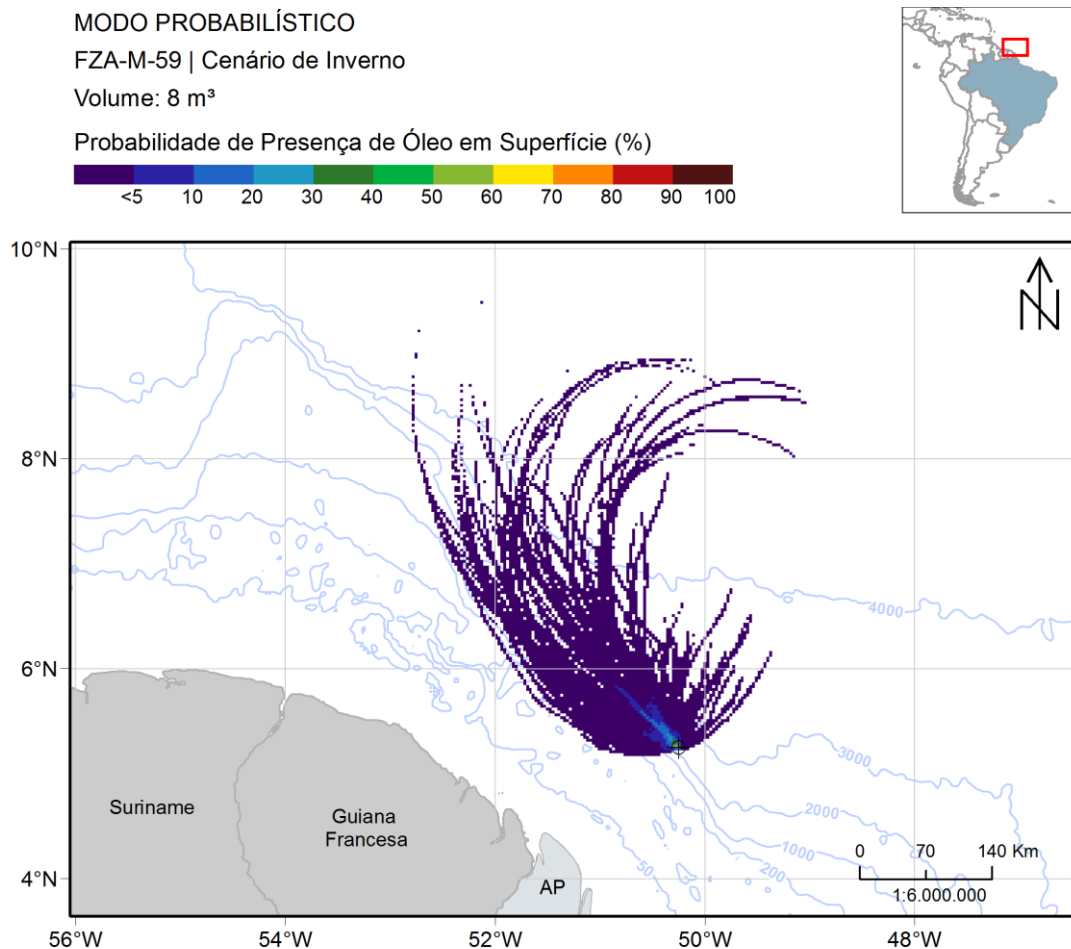 MODO PROBABILÍSTICO
FZA-M-59 | Cenário de Inverno
Volume: 8 m³
Probabilidade de Presença de Óleo em Superfície (%)
<5 10 20 30 40 50 60 70 80 90 100
10°N
N
8°N
4000
6°N
3000
Suriname
Guiana
Francesa
2000
1000
200
50
0 70 140 Km
1:6.000.000
AP
4°N
56°W 54°W 52°W 50°W 48°W